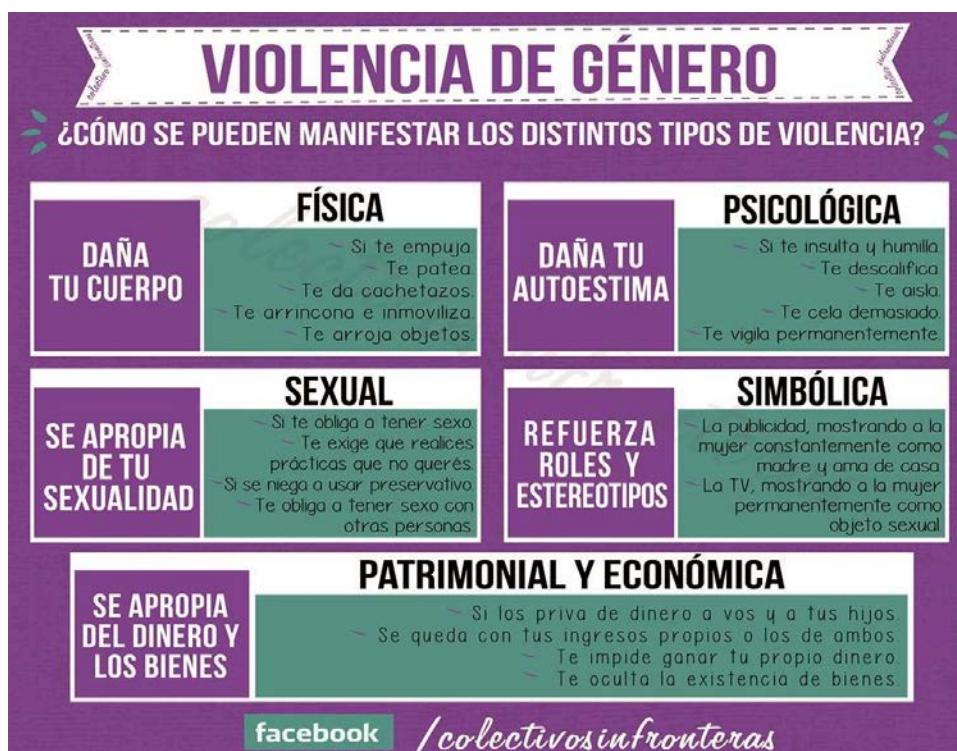 VIOLENCIA DE GÉNERO
¿CÓMO SE PUEDEN MANIFESTAR LOS DISTINTOS TIPOS DE VIOLENCIA?
FÍSICA
DAÑA
TU CUERPO
Si te empuja.
Te patea.
Te da cachetazos.
Te arrincona e inmoviliza.
Te arroja objetos.
PSICOLÓGICA
DAÑA TU
AUTOESTIMA
Si te insulta y humilla.
Te descalifica.
Te aisla.
Te cela demasiado.
Te vigila permanentemente.
SEXUAL
SE APROPIA
DE TU
SEXUALIDAD
Si te obliga a tener sexo.
Te exige que realices
prácticas que no querés.
Si se niega a usar preservativo.
Te obliga a tener sexo con
otras personas.
SIMBÓLICA
REFUERZA
ROLES Y
ESTEREOTIPOS
La publicidad, mostrando a la
mujer constantemente como
madre y ama de casa.
La TV, mostrando a la mujer
permanentemente como
objeto sexual.
PATRIMONIAL Y ECONÓMICA
SE APROPIA
DEL DINERO Y
LOS BIENES
Si los priva de dinero a vos y a tus hijos.
Se queda con tus ingresos propios o los de ambos.
Te impide ganar tu propio dinero.
Te oculta la existencia de bienes.
facebook /colectivosinfronteras